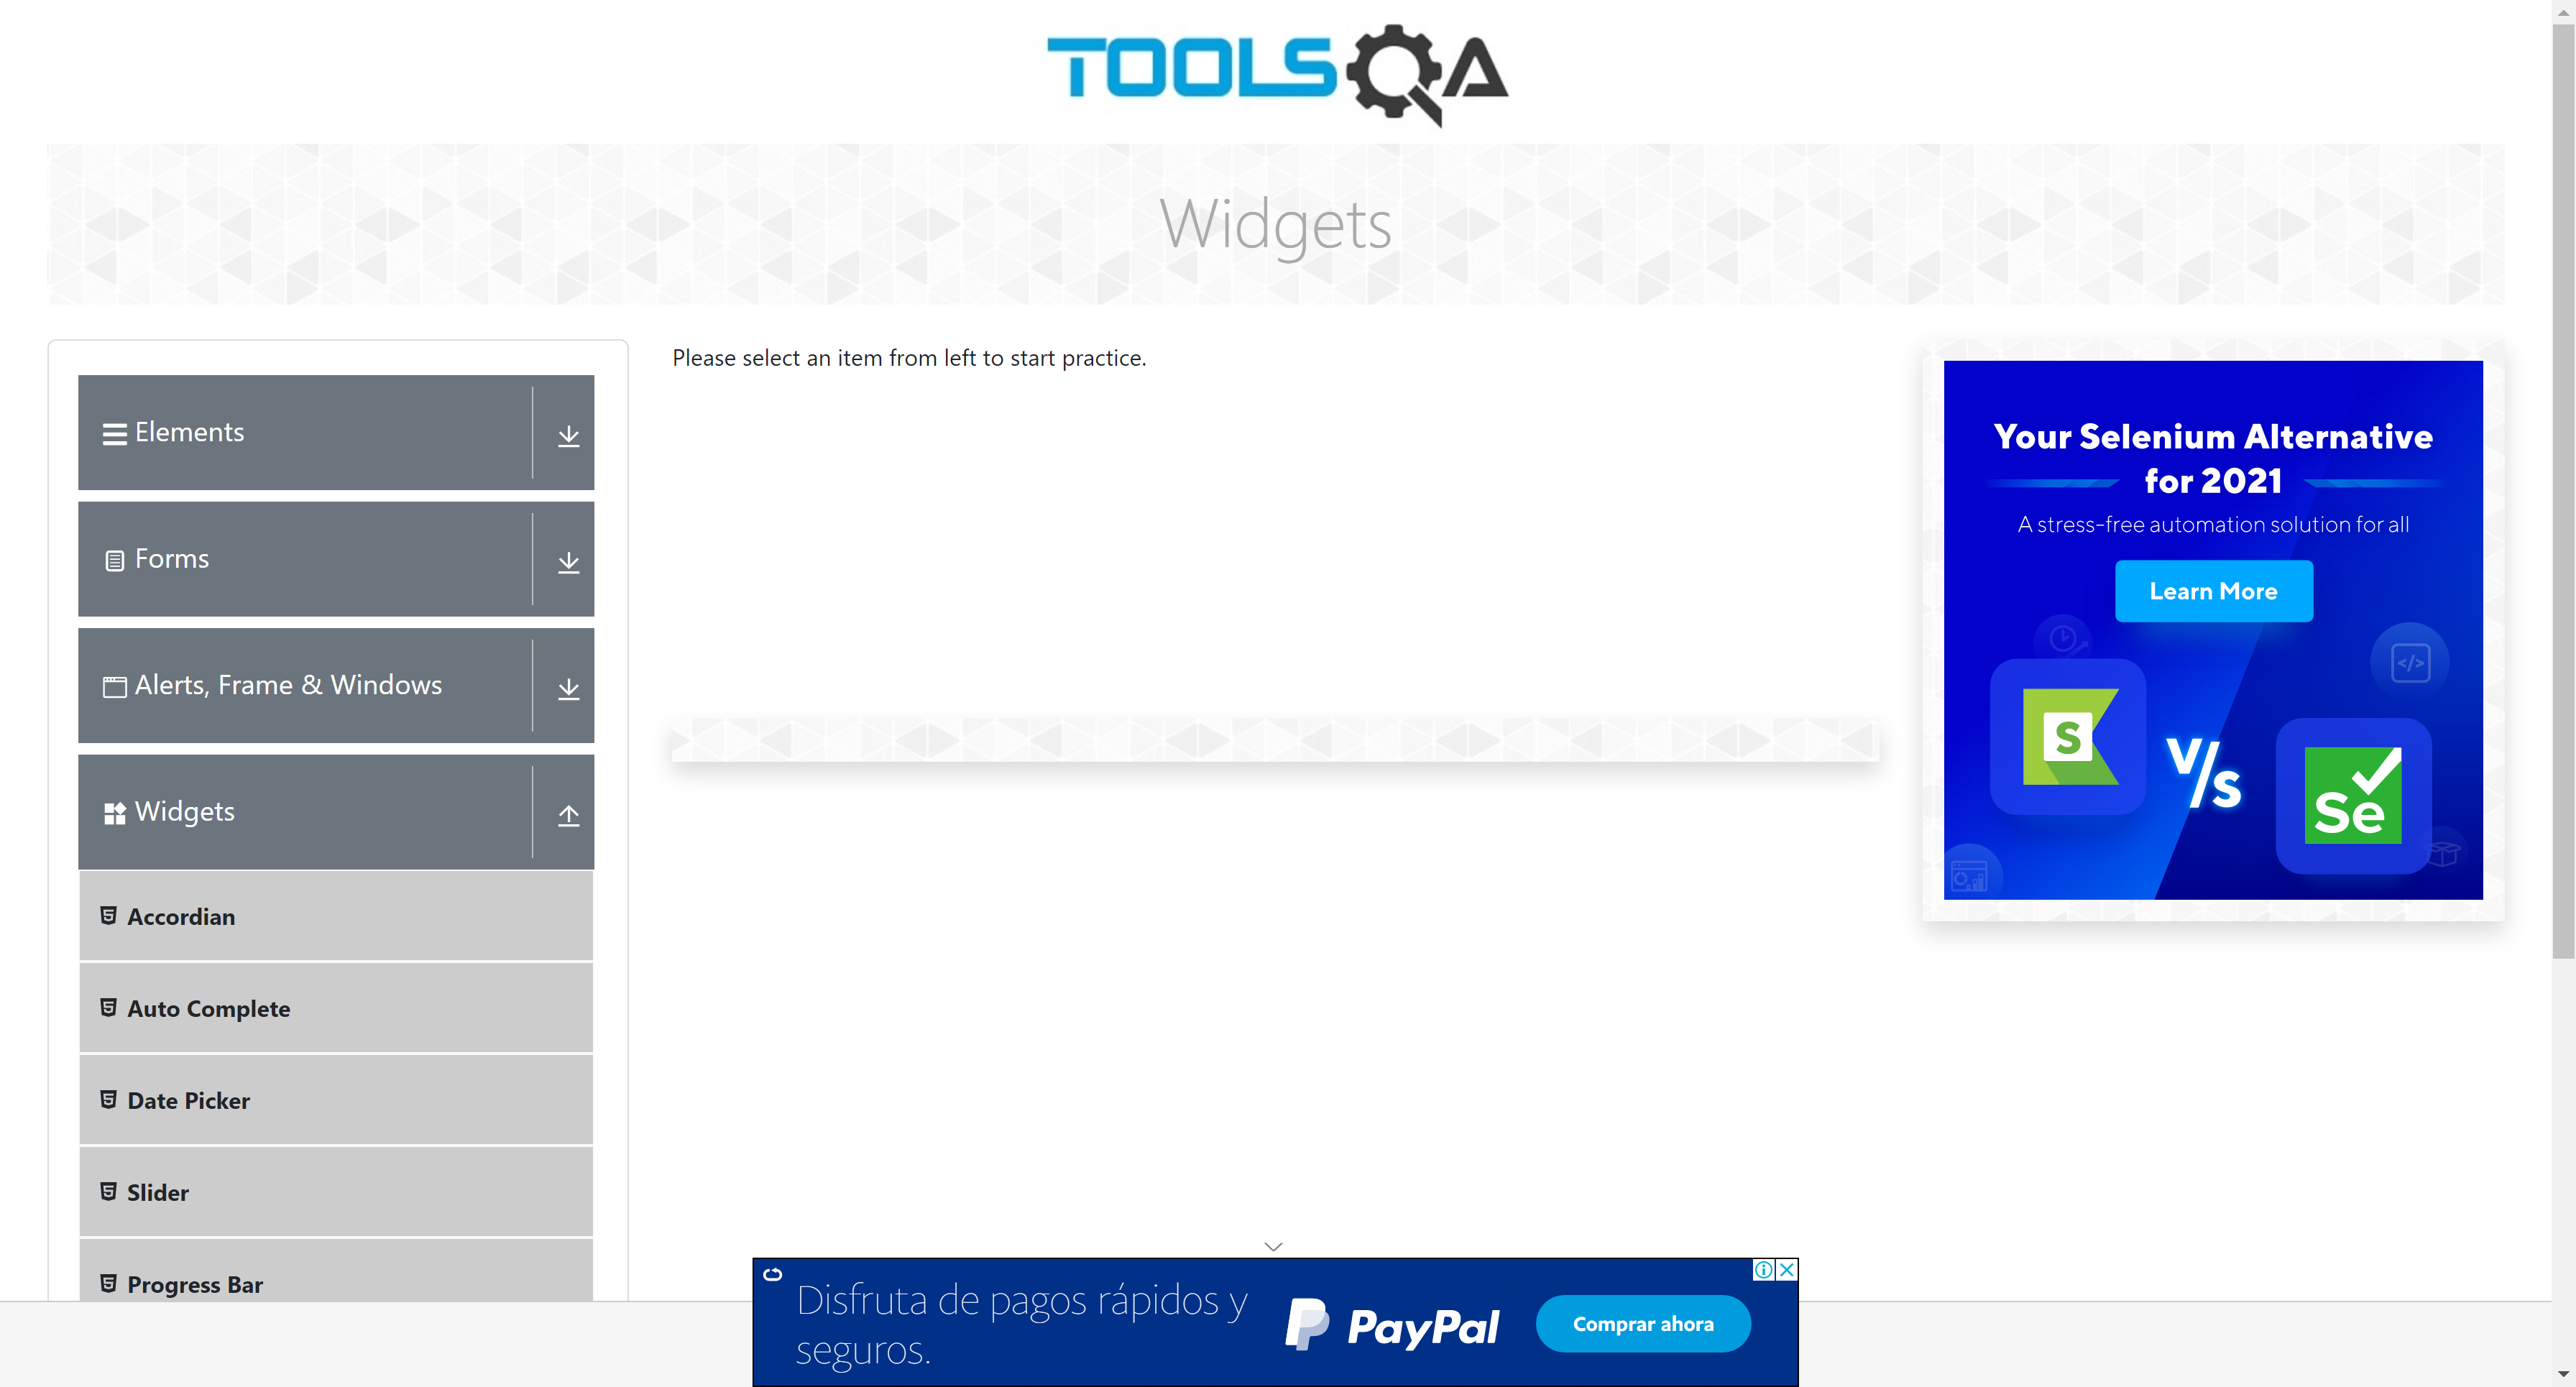 TOOLSQA
Widgets
Elements
Forms
Alerts, Frame & Windows
Widgets
Accordian
Auto Complete
Date Picker
Slider
Progress Bar
Please select an item from left to start practice.
Your Selenium Alternative
for 2021
A stress-free automation solution for all
Learn More
</>
S
V/s
Se
Disfruta de pagos rápidos y
seguros.
PayPal
Comprar ahora